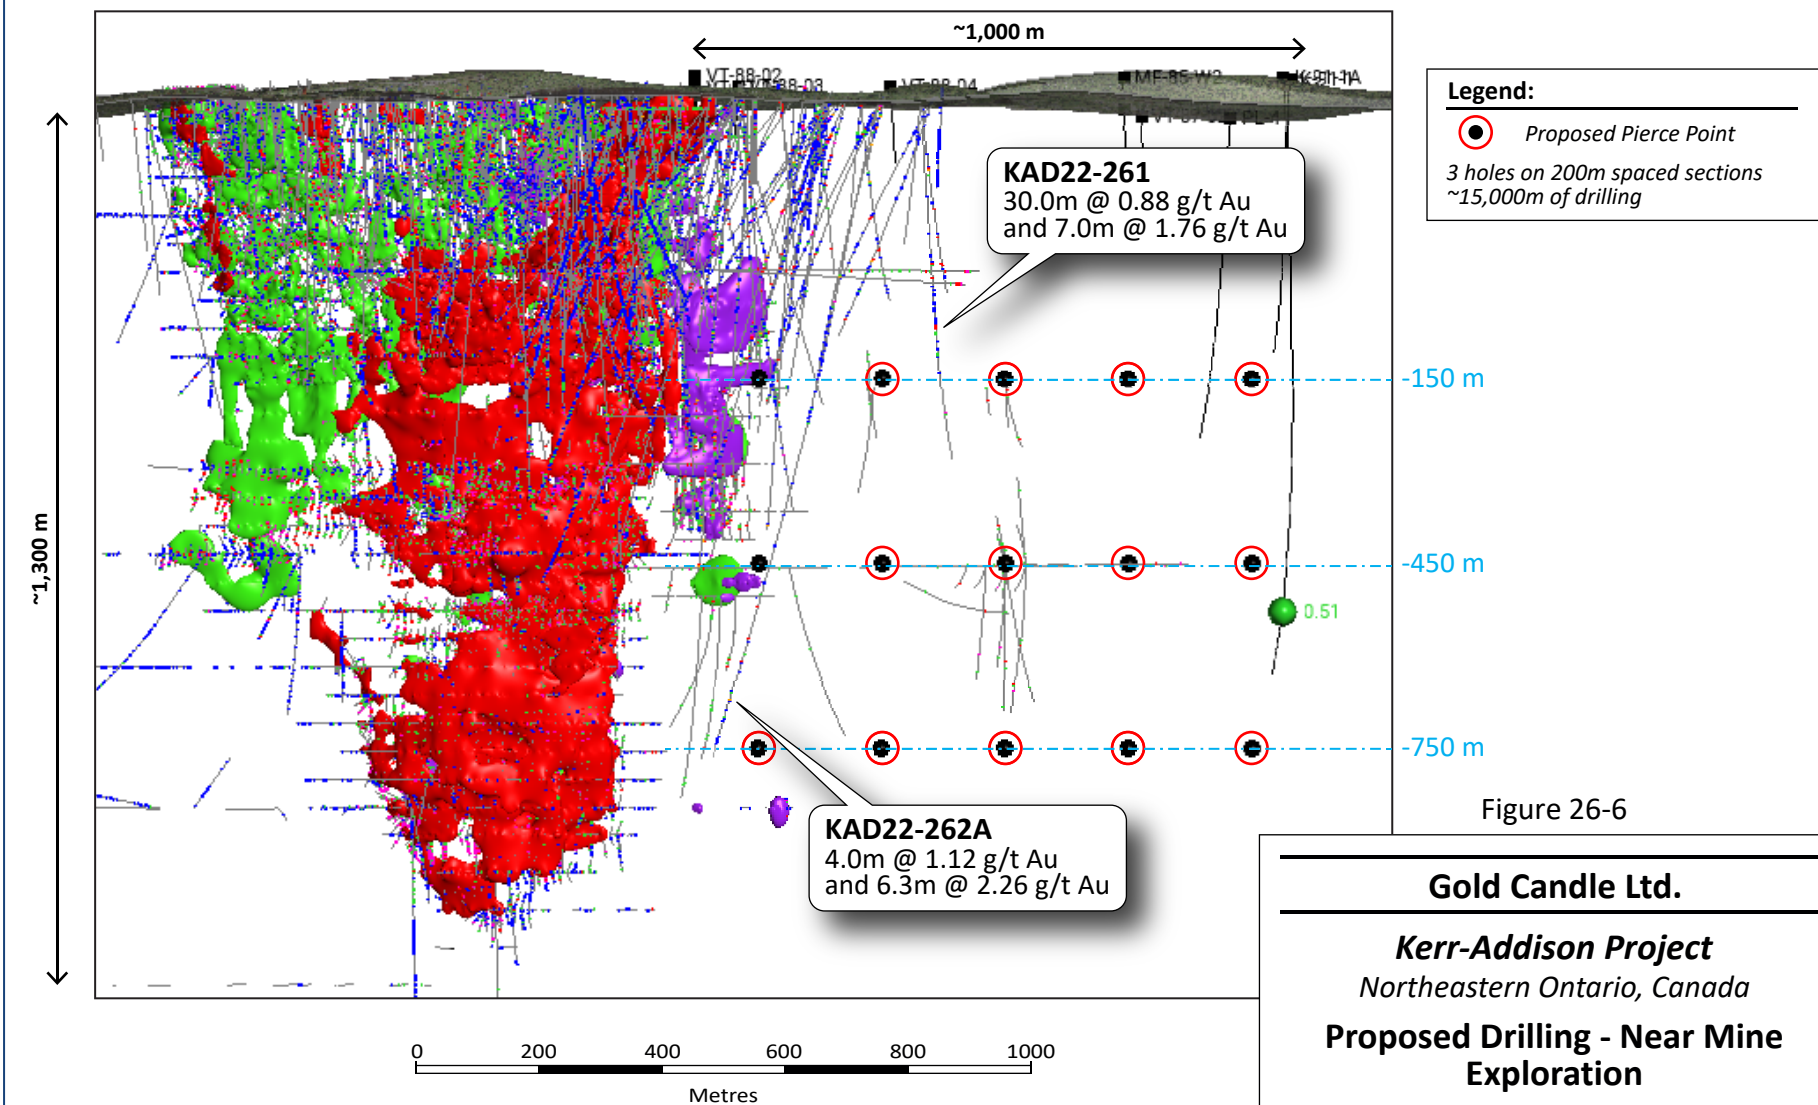 ~1,000 m
VT-88-02
VT-88-04
~1,300 m
KAD22-261
30.0m @ 0.88 g/t Au
and 7.0m @ 1.76 g/t Au
Legend:
Proposed Pierce Point
3 holes on 200m spaced sections
~15,000m of drilling
-150 m
-450 m
0.51
-750 m
KAD22-262A
4.0m @ 1.12 g/t Au
and 6.3m @ 2.26 g/t Au
0 200 400 600 800 1000
Metres
Figure 26-6
Gold Candle Ltd.
Kerr-Addison Project
Northeastern Ontario, Canada
Proposed Drilling - Near Mine
Exploration